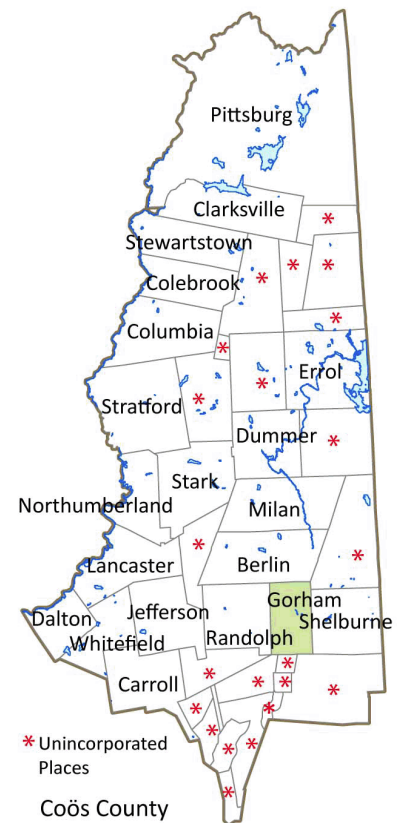 Pittsburg
Clarksville
*
Stewartstown
* *
Colebrook *
*
Columbia
*
Errol
*
*
Stratford
Dummer
*
Stark
Northumberland
Milan
*
*
Lancaster
Berlin
Gorham
Jefferson
Dalton
Shelburne
Whitefield
Randolph
*
*
Carroll
* *
*
* *
*
* Unincorporated
Places
* *
*
Coös County